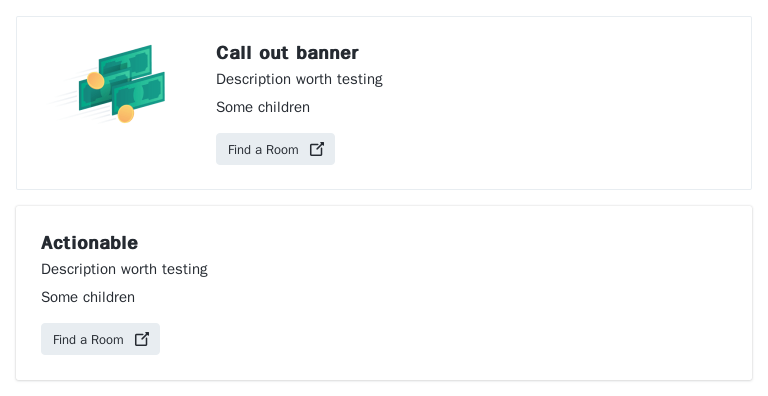 Call out banner
Description worth testing
Some children
Find a Room
Actionable
Description worth testing
Some children
Find a Room